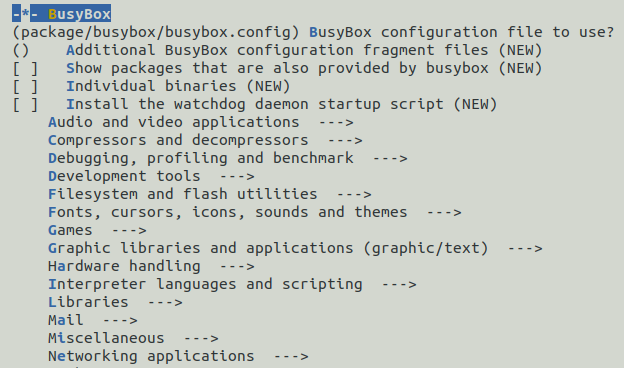 -*- BusyBox
(package/busybox/busybox.config) BusyBox configuration file to use?
() Additional BusyBox configuration fragment files (NEW)
[ ] Show packages that are also provided by busybox (NEW)
[ ] Individual binaries (NEW)
[ ] Install the watchdog daemon startup script (NEW)
Audio and video applications --->
Compressors and decompressors --->
Debugging, profiling and benchmark --->
Development tools --->
Filesystem and flash utilities --->
Fonts, cursors, icons, sounds and themes --->
Games --->
Graphic libraries and applications (graphic/text) --->
Hardware handling --->
Interpreter languages and scripting --->
Libraries --->
Mail --->
Miscellaneous --->
Networking applications --->